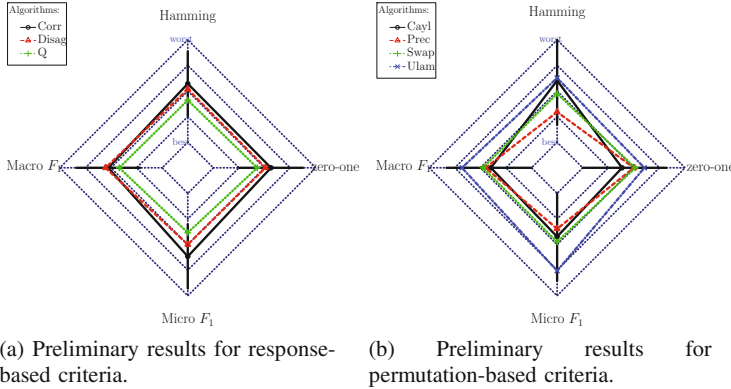 Algorithms:
Corr
Disag
Q
Hamming
worst
best
Macro F1
zero-one
Micro F1
Algorithms:
Cayl
Prec
Swap
Ulam
Hamming
worst
best
Macro F1
zero-one
Micro F1
(a) Preliminary results for response-
based criteria.
(b) Preliminary results for
permutation-based criteria.